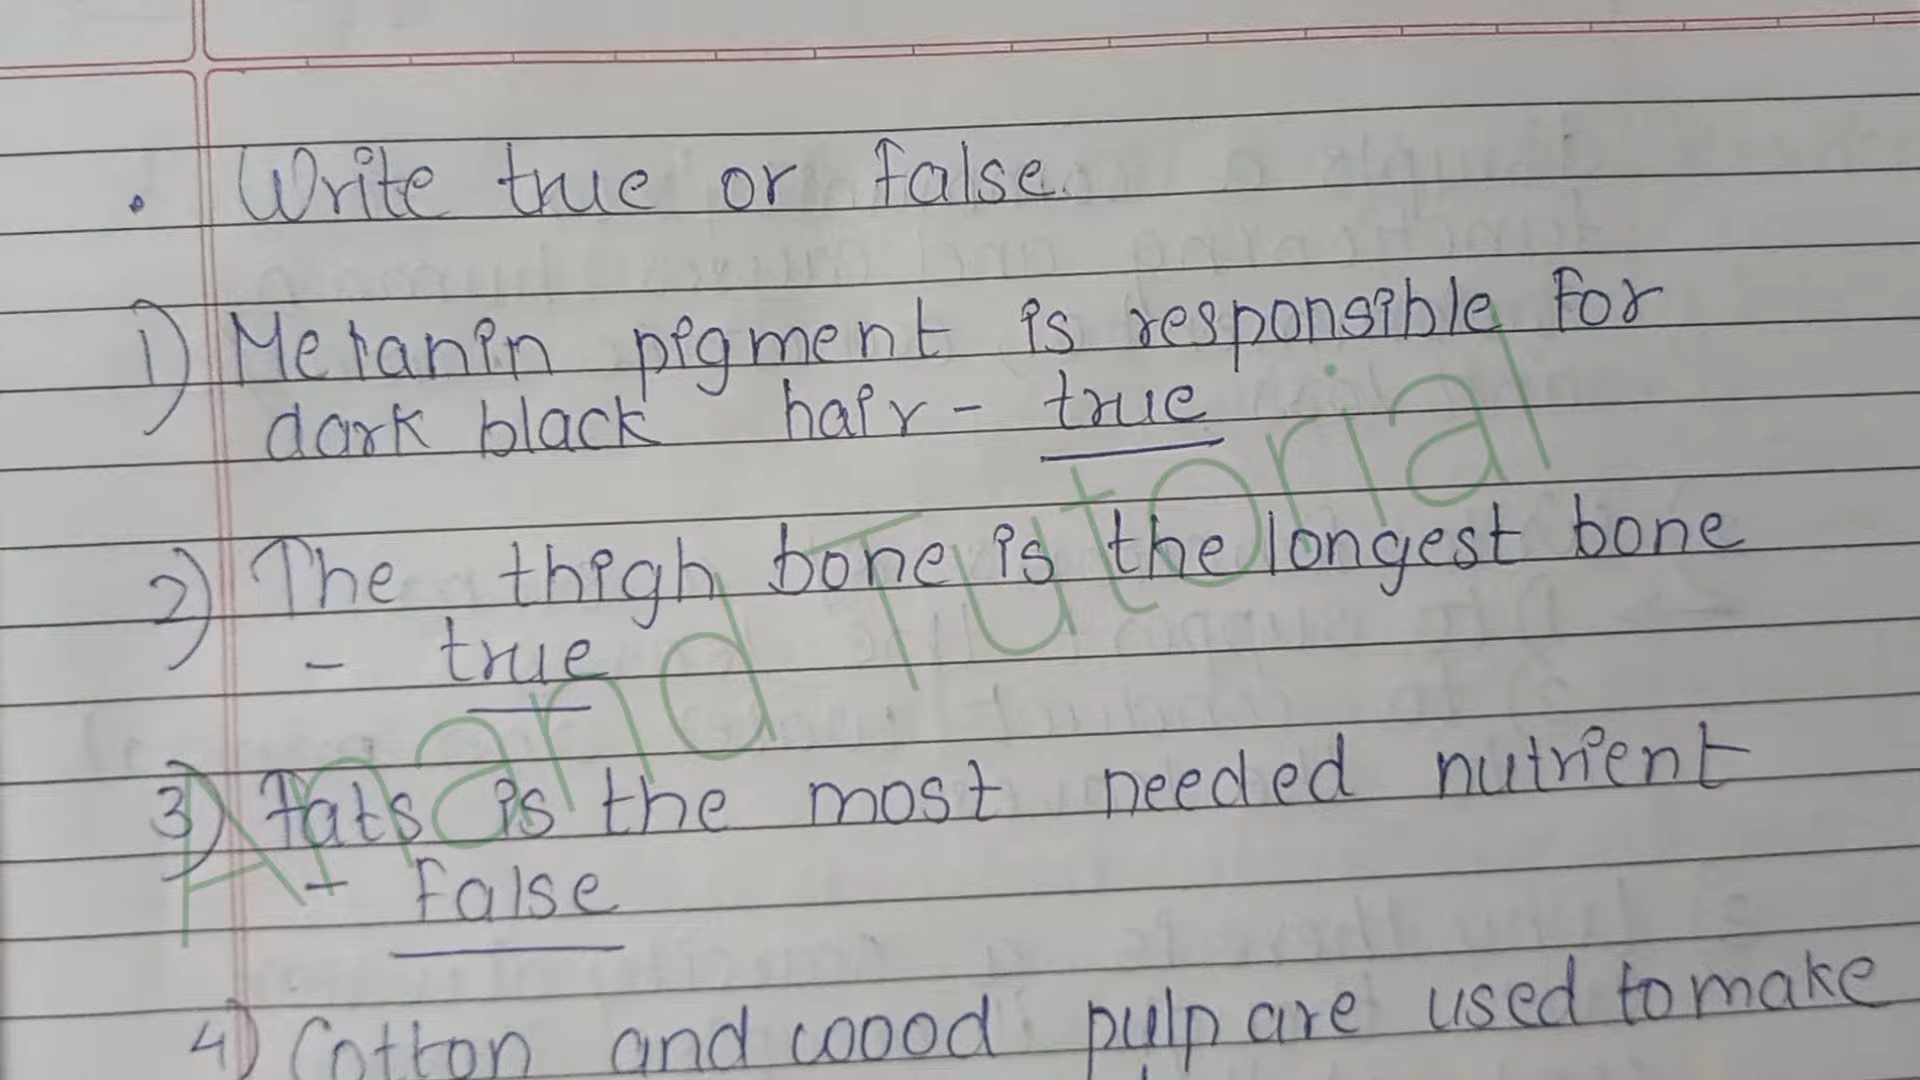 . Write true or false.
1) Melanin pigment is responsible for
dark black hair - true
2) The thigh bone is the longest bone
- true
3) Fats is the most needed nutrient
- False
4) Cotton and wood pulp are used to make
Anand Tutorial